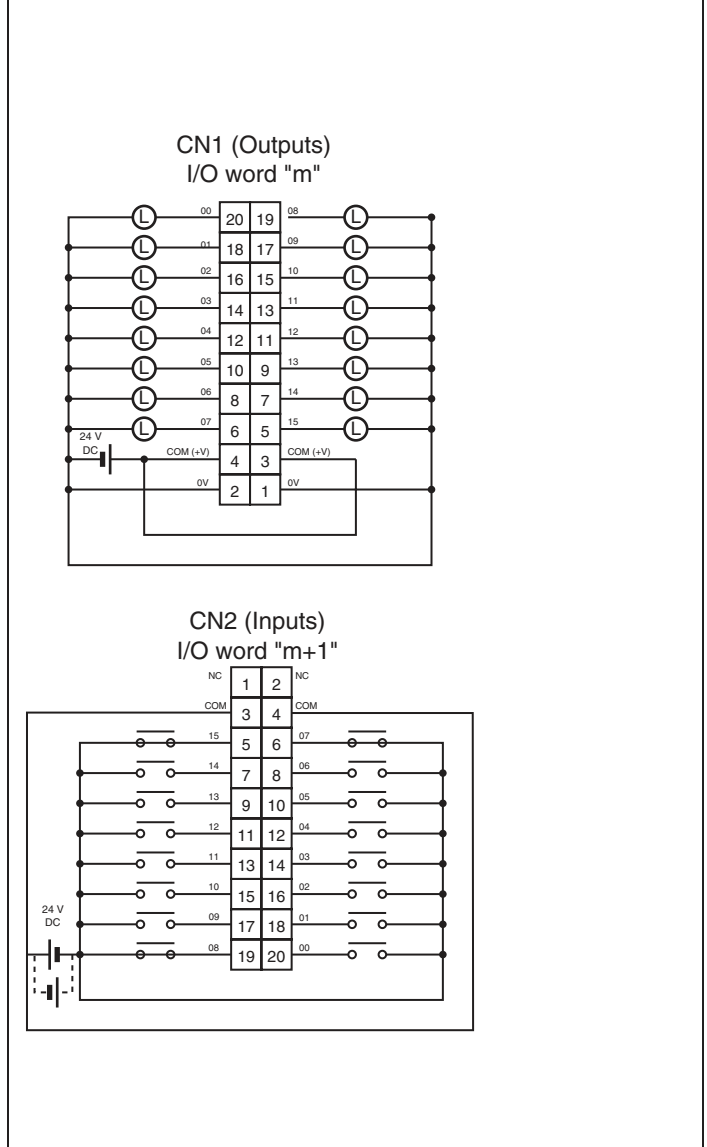 CN1 (Outputs)
I/O word "m"
00 20 19 08
L L
01 18 17 09
L L
02 16 15 10
L L
03 14 13 11
L L
04 12 11 12
L L
05 10 9 13
L L
06 8 7 14
L L
07 6 5 15
L L
24 V
DC
COM (+V) 4 3 COM (+V)
0V 2 1 0V
CN2 (Inputs)
I/O word "m+1"
NC 1 2 NC
COM 3 4 COM
15 5 6 07
14 7 8 06
13 9 10 05
12 11 12 04
11 13 14 03
10 15 16 02
09 17 18 01
24 V
DC
08 19 20 00